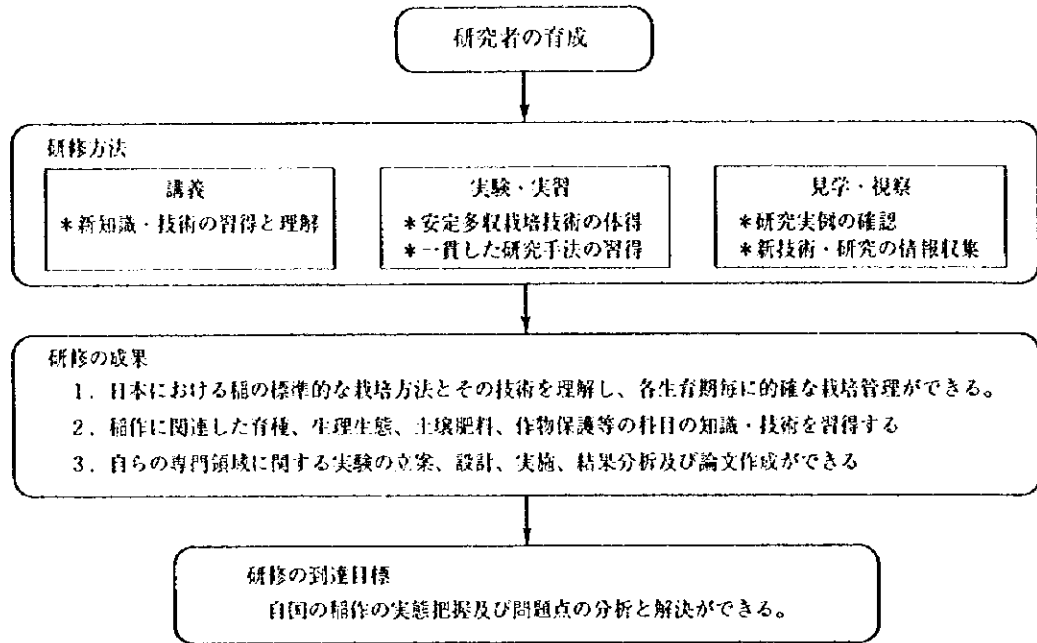 研究者の育成
研修方法
講義
*新知識・技術の習得と理解
実験・実習
*安定多収栽培技術の体得
*一貫した研究手法の習得
見学・視察
*研究実例の確認
*新技術・研究の情報収集
研修の成果
1. 日本における稲の標準的な栽培方法とその技術を理解し、各生育期毎に的確な栽培管理ができる。
2. 稲作に関連した育種、生理生態、土壌肥料、作物保護等の科目の知識・技術を習得する
3. 自らの専門領域に関する実験の立案、設計、実施、結果分析及び論文作成ができる
研修の到達目標
自国の稲作の実態把握及び問題点の分析と解決ができる。